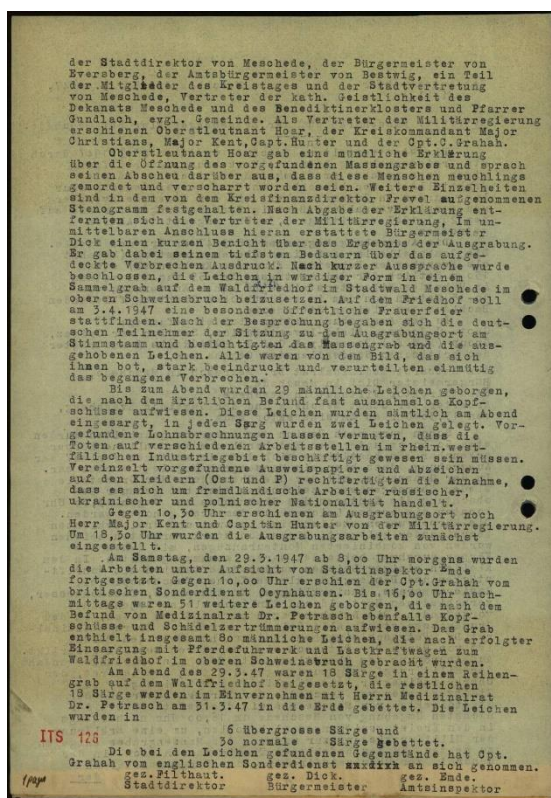 der Stadtdirektor von Meschede, der Bürgermeister von
Eversberg, der Amtsbürgermeister von Bestwig, ein Teil
der Mitglieder des Kreistages und der Stadtvertretung
von Meschede, Vertreter der kath. Geistlichkeit des
Dekanats Meschede und des Benediktinerklosters und Pfarrer
Gundlach, evgl. Gemeinde. Als Vertreter der Militärregierung
erschienen Oberstleutnant Hoar, der Kreiskommandant Major
Christians, Major Kent,Capt.Hunter und der Cpt.C.Grahah.
Oberstleutnant Hoar gab eine mündliche Erklärung
über die Öffnung des vorgefundenen Massengrabes und sprach
seinen Abscheu darüber aus, dass diese Menschen meuchlings
gemordet und verscharrt worden seien. Weitere Einzelheiten
sind in dem von dem Kreisfinanzdirektor Frevel aufgenommenen
Stenogramm festgehalten. Nach Abgabe der Erklärung ent-
fernten sich die Vertreter der Militärregierung, Im un-
mittelbaren Anschluss hieran erstattete Bürgermeister
Dick einen kurzen Bericht über das Ergebnis der Ausgrabung.
Er gab dabei seinem tiefsten Bedauern über das aufge-
deckte Verbrechen Ausdruck. Nach kurzer Aussprache wurde
beschlossen, die Leichen in würdiger Form in einem
Sammelgrab auf dem Waldfriedhof im Stadtwald Meschede im
oberen Schweinsbruch beizusetzen. Auf dem Friedhof soll
am 3.4.1947 eine besondere öffentliche Frauerfeier
stattfinden. Nach der Besprechung begaben sich die deut-
schen Teilnehmer der Sitzung zu dem Ausgrabungsort am
Stimmstamm und besichtigten das Massengrab und die aus-
gehobenen Leichen. Alle waren von dem Bild, das sich
ihnen bot, stark beeindruckt und verurteilten einmütig
das begangene Verbrechen.
Bis zum Abend wurden 29 männliche Leichen geborgen,
die nach dem ärztlichen Befund fast ausnahmslos Kopf-
schüsse aufwiesen. Diese Leichen wurden sämtlich am Abend
eingesargt, in jeden Sarg wurden zwei Leichen gelegt. Vor-
gefundene Lohnabrechnungen lassen vermuten, dass die
Toten auf verschiedenen Arbeitsstellen im rhein.west-
fälischen Industriegebiet beschäftigt gewesen sein müssen.
Vereinzelt vorgefundene Ausweispapiere und Abzeichen
auf den Kleidern (Ost und P) rechtfertigten die Annahme,
dass es sich um fremdländische Arbeiter russischer,
ukrainischer und polnischer Nationalität handelt.
Gegen 1o,3o Uhr erschienen am Ausgrabungsort noch
Herr Major Kent und Capitän Hunter von der Militärregierung.
Um 18,3o Uhr wurden die Ausgrabungsarbeiten zunächst
eingestellt.
Am Samstag, den 29.3.1947 ab 8,oo Uhr morgens wurden
die Arbeiten unter Aufsicht von Stadtinspektor Emde
fortgesetzt. Gegen 1o,oo Uhr erschien der Cpt.Grahah vom
britischen Sonderdienst Oeynhausen. Bis 16,oo Uhr nach-
mittags waren 51 weitere Leichen geborgen, die nach dem
Befund von Medizinalrat Dr. Petrasch ebenfalls Kopf-
schüsse und Schädelzertrümmerungen aufwiesen. Das Grab
enthielt insgesamt 8o männliche Leichen, die nach erfolgter
Einsargung mit Pferdefuhrwerk und Lastkraftwagen zum
Waldfriedhof im oberen Schweinsbruch gebracht wurden.
Am Abend des 29.3.47 waren 18 Särge in einem Reihen-
grab auf dem Waldfriedhof beigesetzt, die restlichen
18 Särge werden im Einvernehmen mit Herrn Medizinalrat
Dr. Petrasch am 31.3.47 in die Erde gebettet. Die Leichen
wurden in
6 übergrosse Särge und
3o normale Särge gebettet.
ITS 126
Die bei den Leichen gefundenen Gegenstände hat Cpt.
Grahah vom englischen Sonderdienst an sich genommen.
gez.Filthaut. gez. Dick. gez. Emde.
Stadtdirektor Bürgermeister Amtsinspektor
1 page